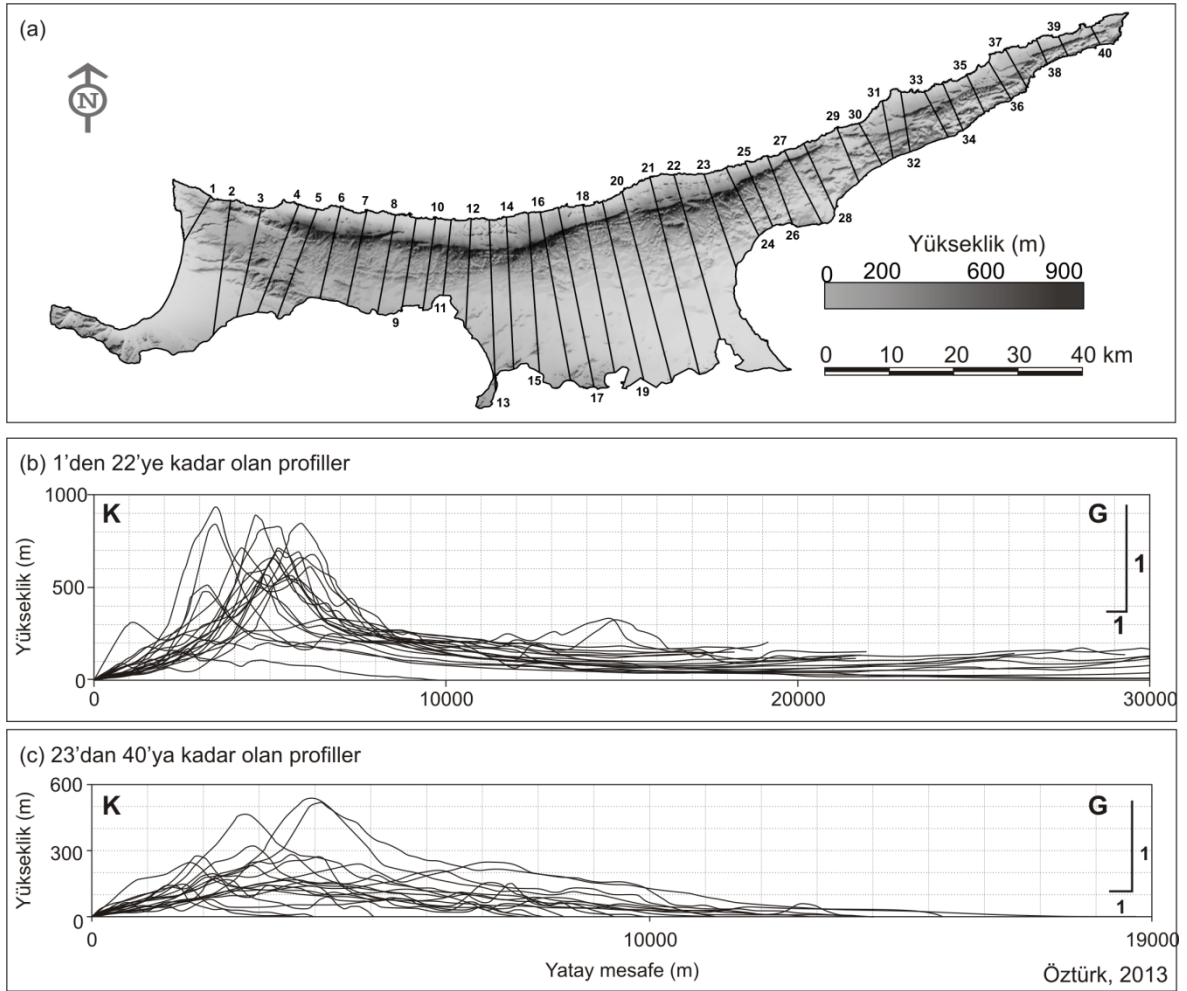 (a)
N
1 2 3 4 5 6 7 8 10 12 14 16 18 20 21 22 23 25 27 29 30 31 33 35 37 39
9 11 13 15 17 19 24 26 28 32 34 36 38 40
Yükseklik (m)
0 200 600 900
0 10 20 30 40 km
(b) 1'den 22'ye kadar olan profiller
1000
K G
1
500
1
Yükseklik (m)
0
0 10000 20000 30000
(c) 23'dan 40'ya kadar olan profiller
600
K G
300
1
1
Yükseklik (m)
0
0 10000 19000
Yatay mesafe (m)
Öztürk, 2013